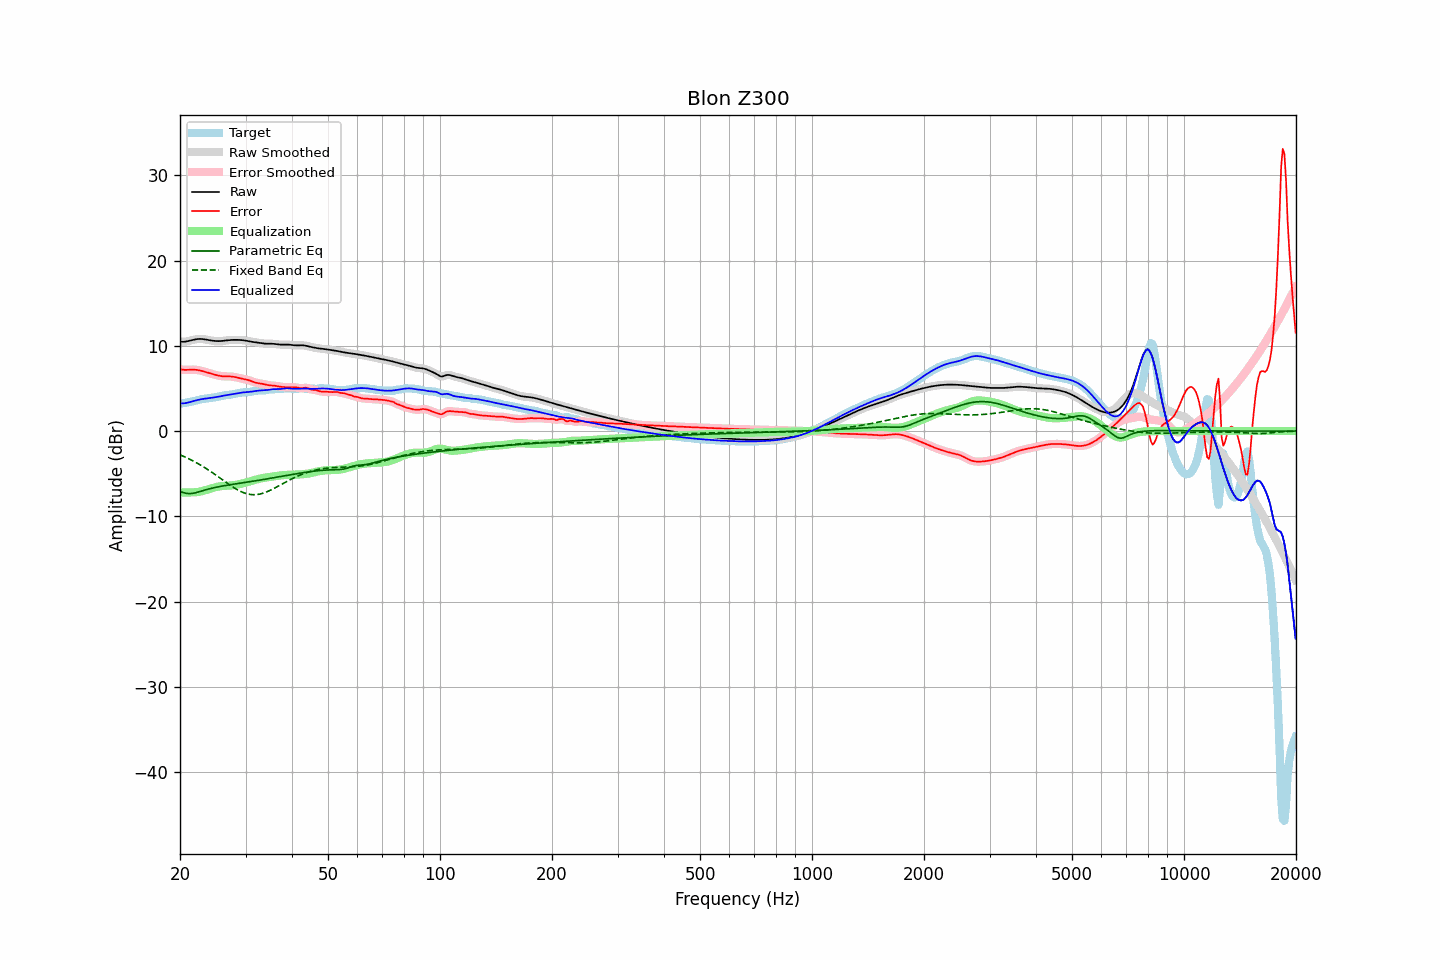 Blon Z300
Target
Raw Smoothed
Error Smoothed
Raw
Error
Equalization
Parametric Eq
Fixed Band Eq
Equalized
Amplitude (dBr)
30
20
10
0
−10
−20
−30
−40
20 50 100 200 500 1000 2000 5000 10000 20000
Frequency (Hz)